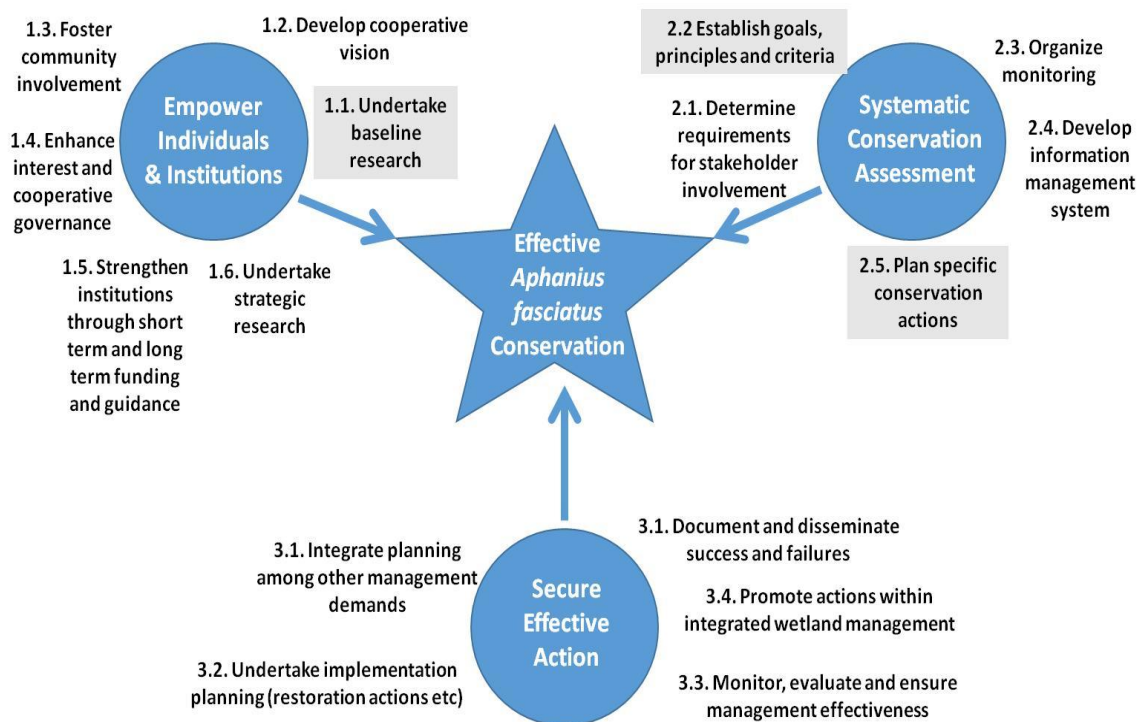 1.3. Foster
community
involvement
1.2. Develop cooperative
vision
Empower
Individuals
& Institutions
1.1. Undertake
baseline
research
1.4. Enhance
interest and
cooperative
governance
1.5. Strengthen
institutions
through short
term and long
term funding
and guidance
1.6. Undertake
strategic
research
2.2 Establish goals,
principles and criteria
2.1. Determine
requirements
for stakeholder
involvement
Systematic
Conservation
Assessment
2.3. Organize
monitoring
2.4. Develop
information
management
system
2.5. Plan specific
conservation
actions
Effective
Aphanius
fasciatus
Conservation
3.1. Integrate planning
among other management
demands
3.2. Undertake implementation
planning (restoration actions etc)
Secure
Effective
Action
3.1. Document and disseminate
success and failures
3.4. Promote actions within
integrated wetland management
3.3. Monitor, evaluate and ensure
management effectiveness